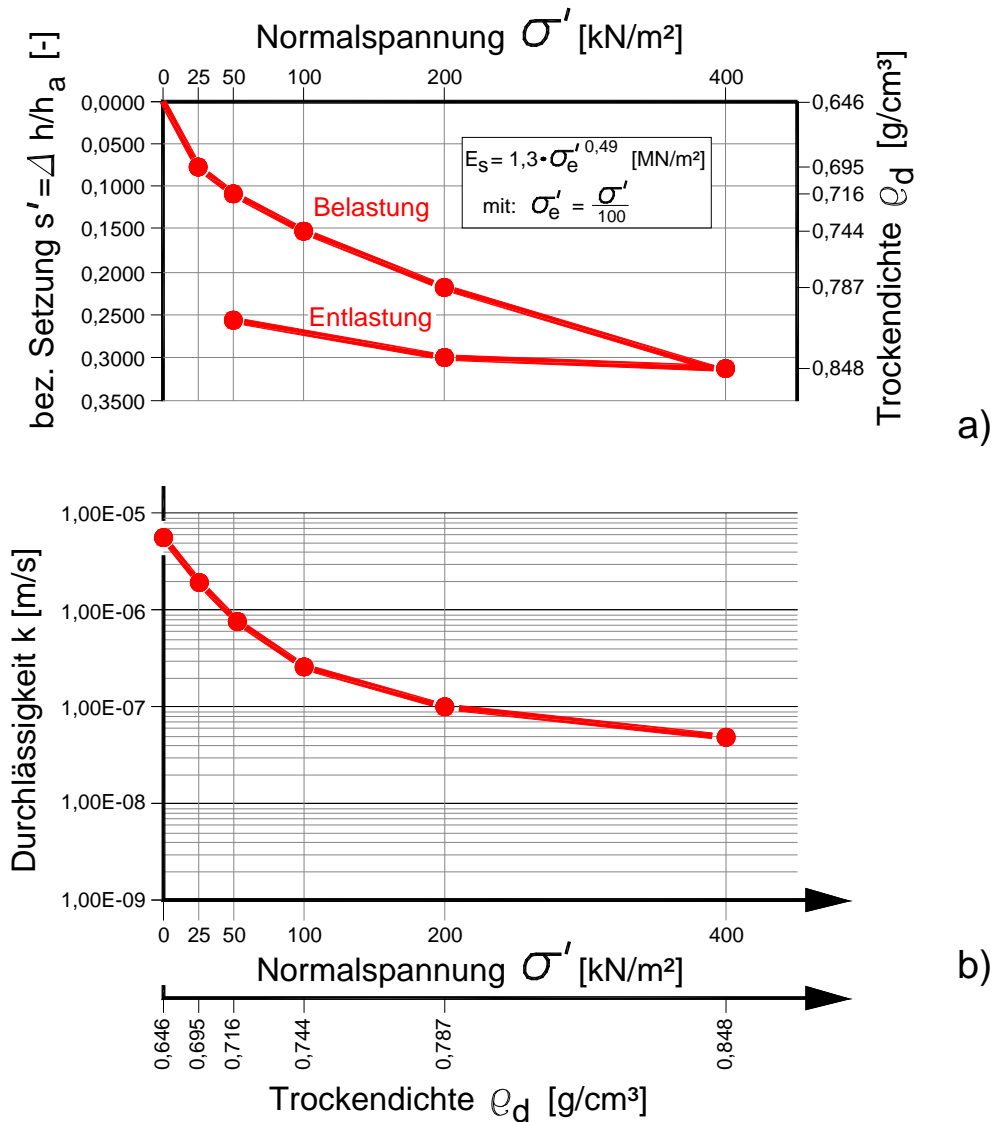 Normalspannung σ′ [kN/m²]
0 25 50 100 200 400
bez. Setzung s′=Δ h/hₐ [-]
0,0000
0,0500
0,1000
0,1500
0,2000
0,2500
0,3000
0,3500
Eₛ = 1,3•σₑ′ ⁰,⁴⁹ [MN/m²]
mit: σₑ′ = σ′/100
Belastung
Entlastung
0,646
0,695
0,716
0,744
0,787
0,848
Trockendichte ϱ_d [g/cm³]
a)
Durchlässigkeit k [m/s]
1,00E-05
1,00E-06
1,00E-07
1,00E-08
1,00E-09
0 25 50 100 200 400
Normalspannung σ′ [kN/m²]
b)
0,646 0,695 0,716 0,744 0,787 0,848
Trockendichte ϱ_d [g/cm³]